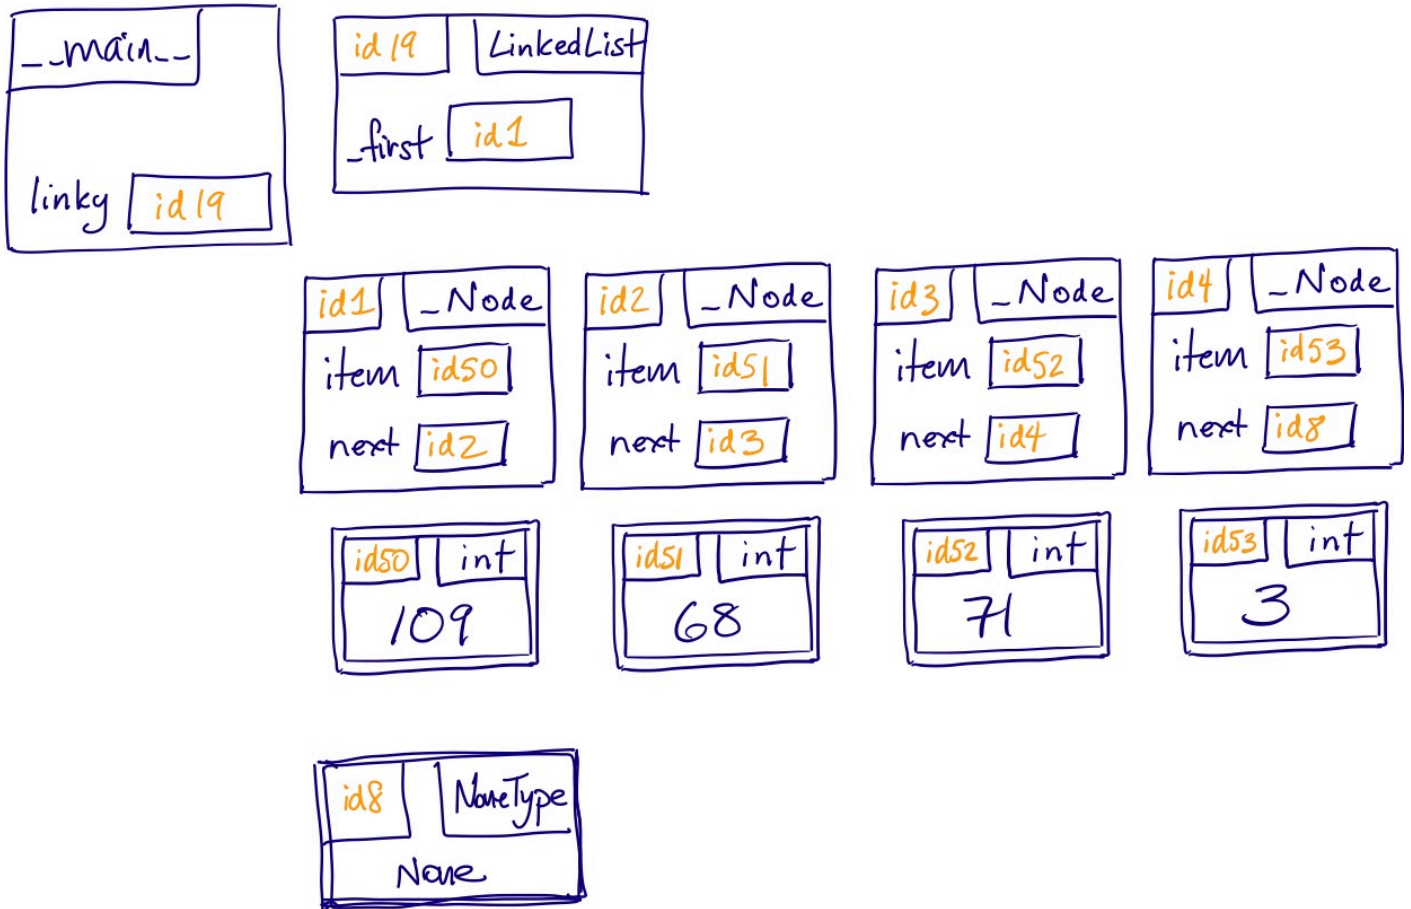 __main__
linky id19
id19 LinkedList
_first id1
id1 _Node
item id50
next id2
id2 _Node
item id51
next id3
id3 _Node
item id52
next id4
id4 _Node
item id53
next id8
id50 int
109
id51 int
68
id52 int
71
id53 int
3
id8 NoneType
None